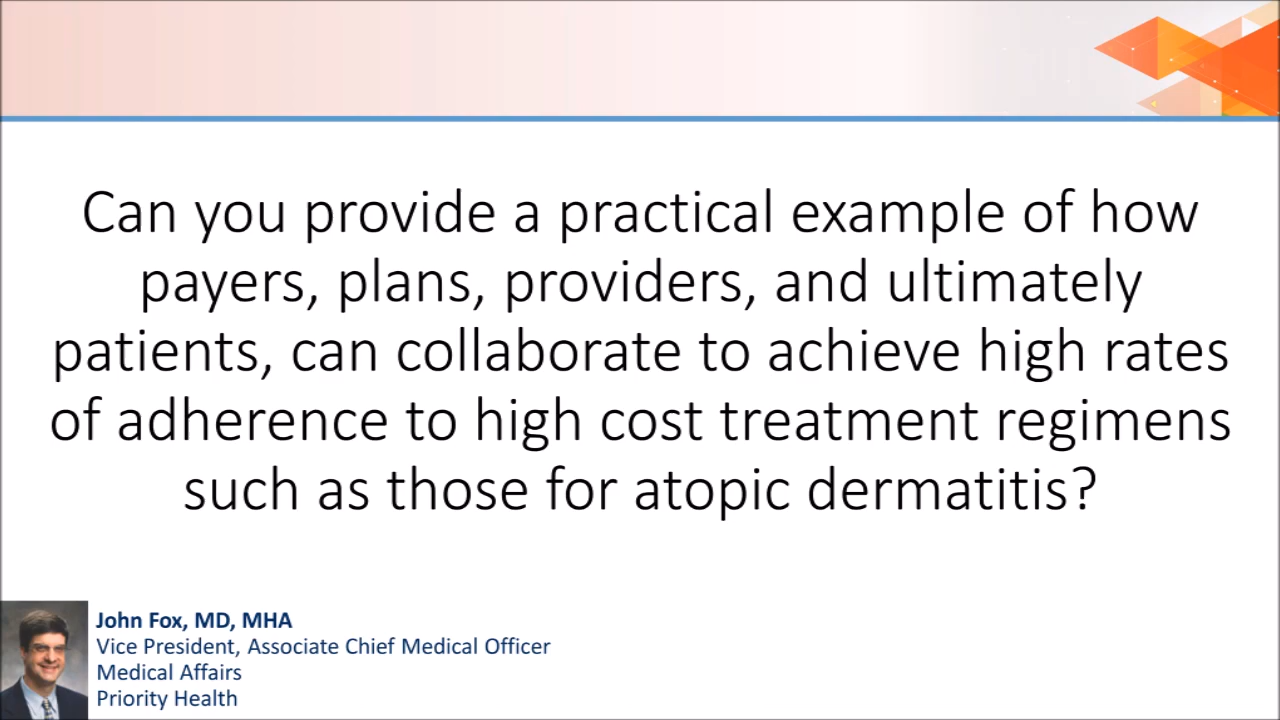 Can you provide a practical example of how
payers, plans, providers, and ultimately
patients, can collaborate to achieve high rates
of adherence to high cost treatment regimens
such as those for atopic dermatitis?
John Fox, MD, MHA
Vice President, Associate Chief Medical Officer
Medical Affairs
Priority Health